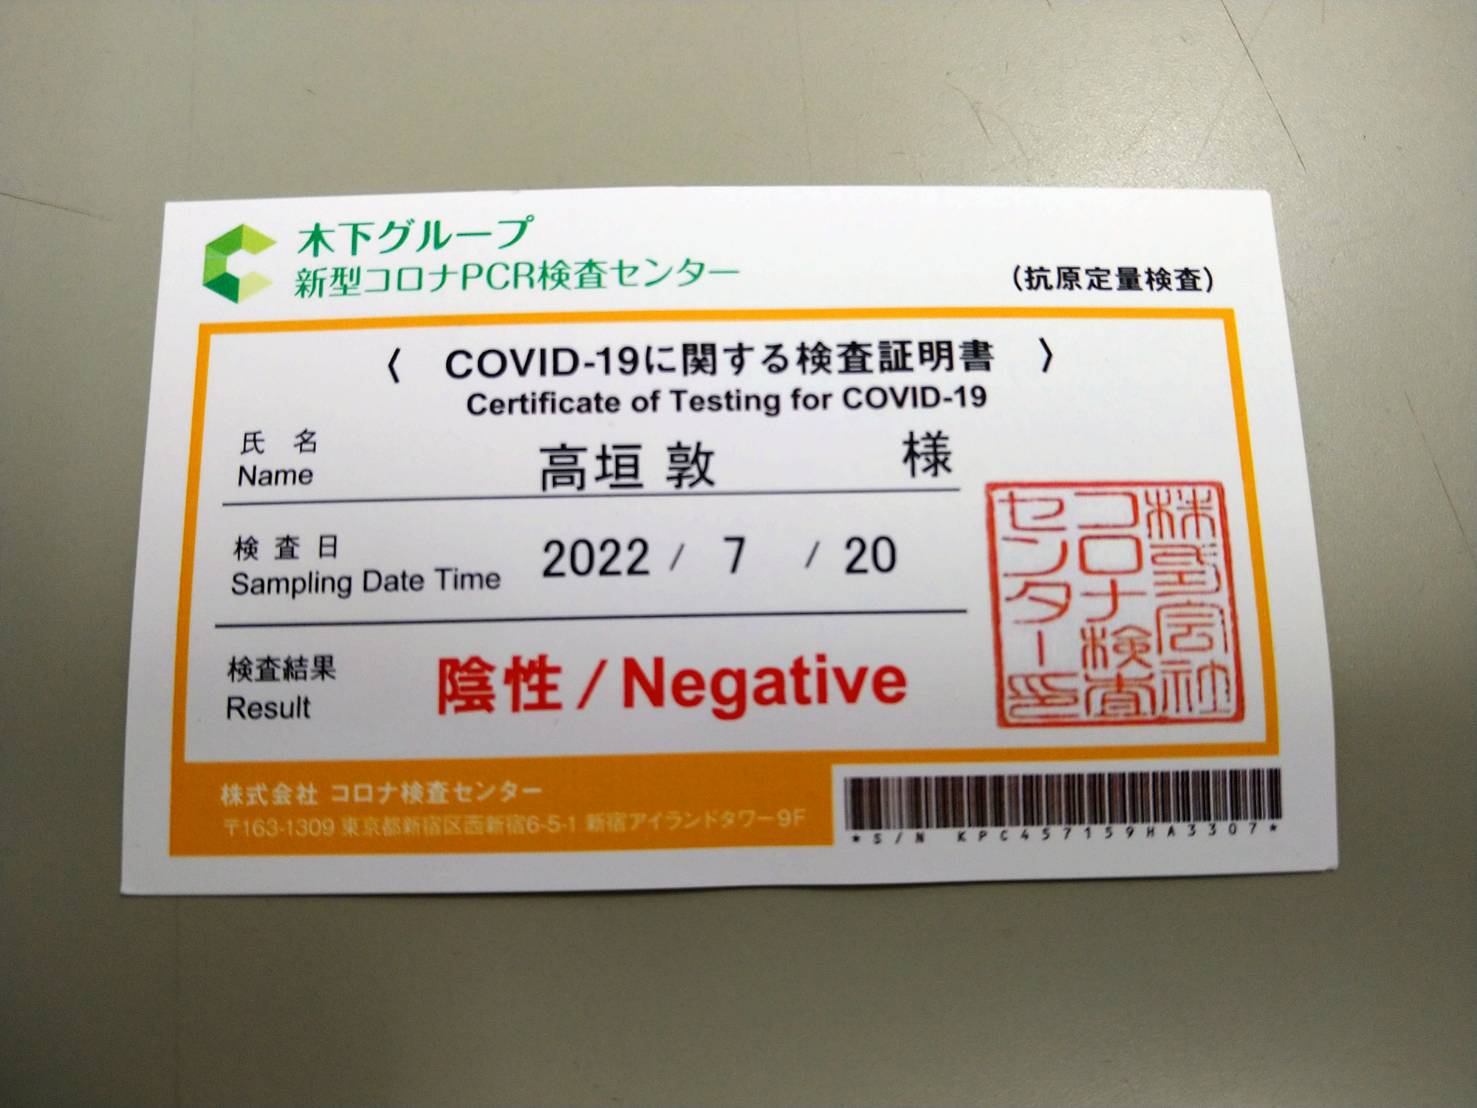 木下グループ
新型コロナPCR検査センター
(抗原定量検査)
〈 COVID-19に関する検査証明書 〉
Certificate of Testing for COVID-19
氏 名
Name
高垣 敦 様
検 査 日
Sampling Date Time
2022 / 7 / 20
検査結果
Result
陰性 / Negative
株式会社
コロナ検査
センター印
株式会社 コロナ検査センター
〒163-1309 東京都新宿区西新宿6-5-1 新宿アイランドタワー9F
*S/N KPC457159HA3307*